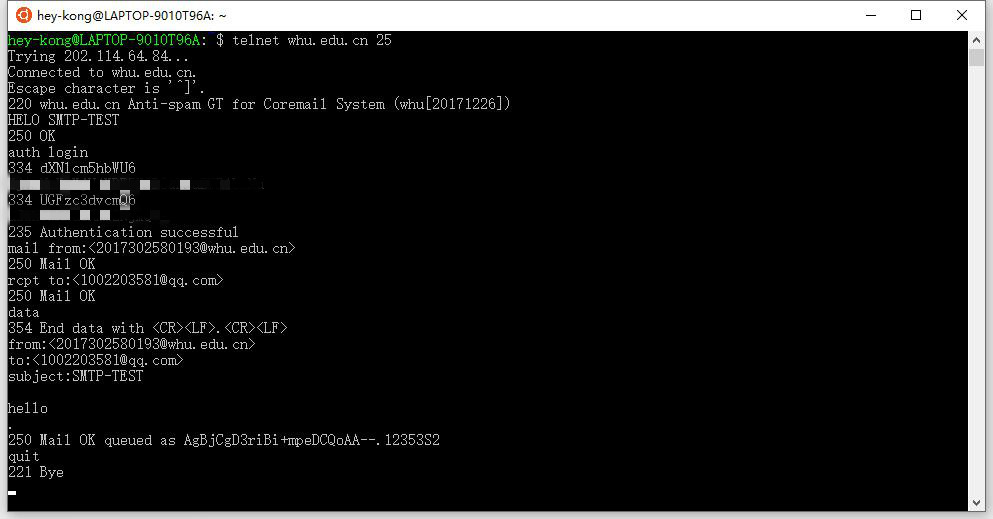 hey-kong@LAPTOP-9010T96A: ~
hey-kong@LAPTOP-9010T96A:~$ telnet whu.edu.cn 25
Trying 202.114.64.84...
Connected to whu.edu.cn.
Escape character is '^]'.
220 whu.edu.cn Anti-spam GT for Coremail System (whu[20171226])
HELO SMTP-TEST
250 OK
auth login
334 dXNlcm5hbWU6
334 UGFzc3dvcmQ6
235 Authentication successful
mail from:<2017302580193@whu.edu.cn>
250 Mail OK
rcpt to:<1002203581@qq.com>
250 Mail OK
data
354 End data with <CR><LF>.<CR><LF>
from:<2017302580193@whu.edu.cn>
to:<1002203581@qq.com>
subject:SMTP-TEST
hello
.
250 Mail OK queued as AgBjCgD3riBi+mpeDCQoAA--.12353S2
quit
221 Bye